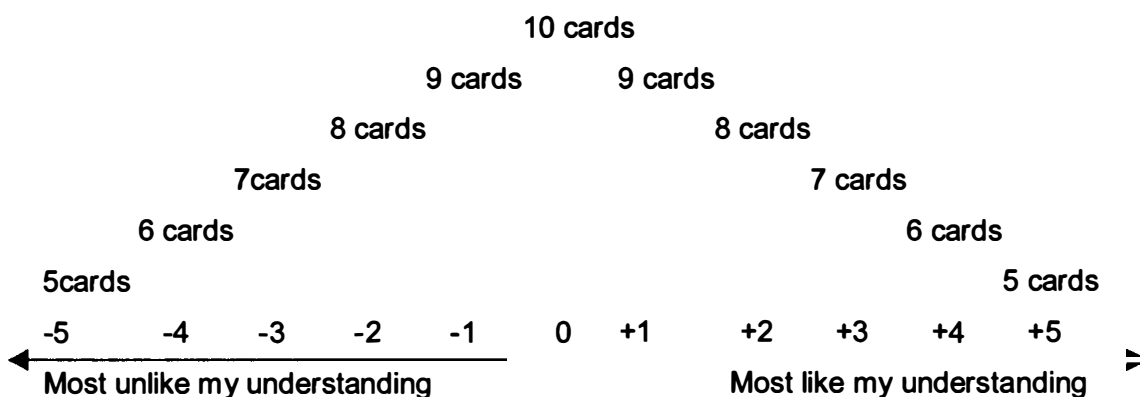 10 cards
9 cards 9 cards
8 cards 8 cards
7cards 7 cards
6 cards 6 cards
5cards 5 cards
-5 -4 -3 -2 -1 0 +1 +2 +3 +4 +5
Most unlike my understanding Most like my understanding